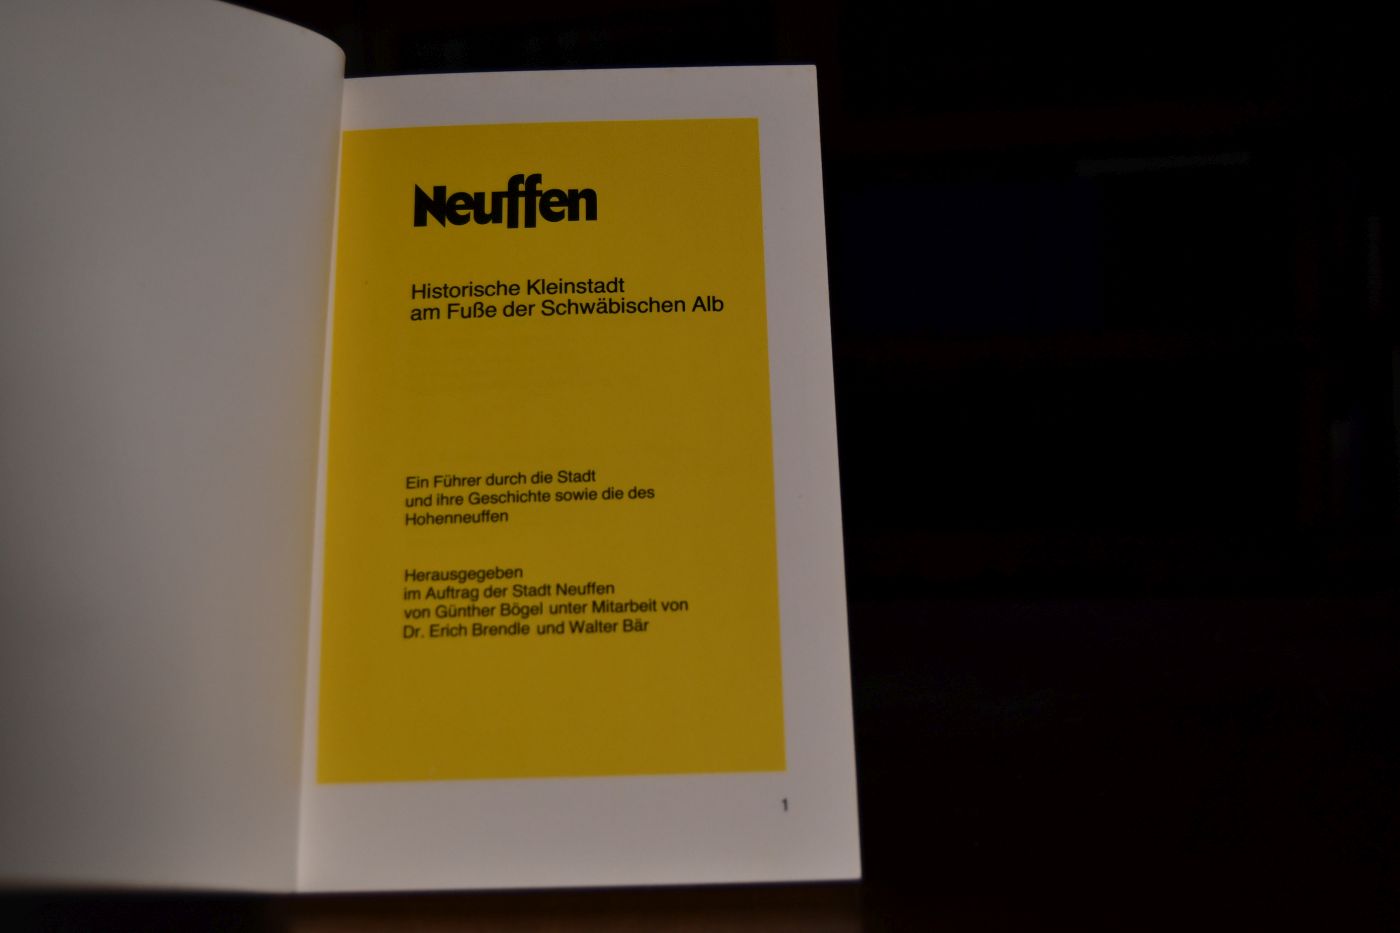 Neuffen
Historische Kleinstadt
am Fuße der Schwäbischen Alb
Ein Führer durch die Stadt
und ihre Geschichte sowie die des
Hohenneuffen
Herausgegeben
im Auftrag der Stadt Neuffen
von Günther Bögel unter Mitarbeit von
Dr. Erich Brendle und Walter Bär
1